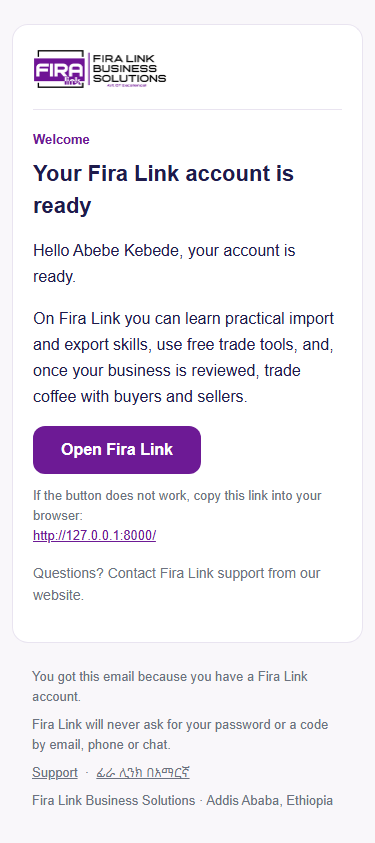 FIRA
link
FIRA LINK
BUSINESS
SOLUTIONS
Welcome
Your Fira Link account is
ready
Hello Abebe Kebede, your account is
ready.
On Fira Link you can learn practical import
and export skills, use free trade tools, and,
once your business is reviewed, trade
coffee with buyers and sellers.
Open Fira Link
If the button does not work, copy this link into your
browser:
http://127.0.0.1:8000/
Questions? Contact Fira Link support from our
website.
You got this email because you have a Fira Link
account.
Fira Link will never ask for your password or a code
by email, phone or chat.
Support · ፊራ ሊንክ በአማርኛ
Fira Link Business Solutions · Addis Ababa, Ethiopia